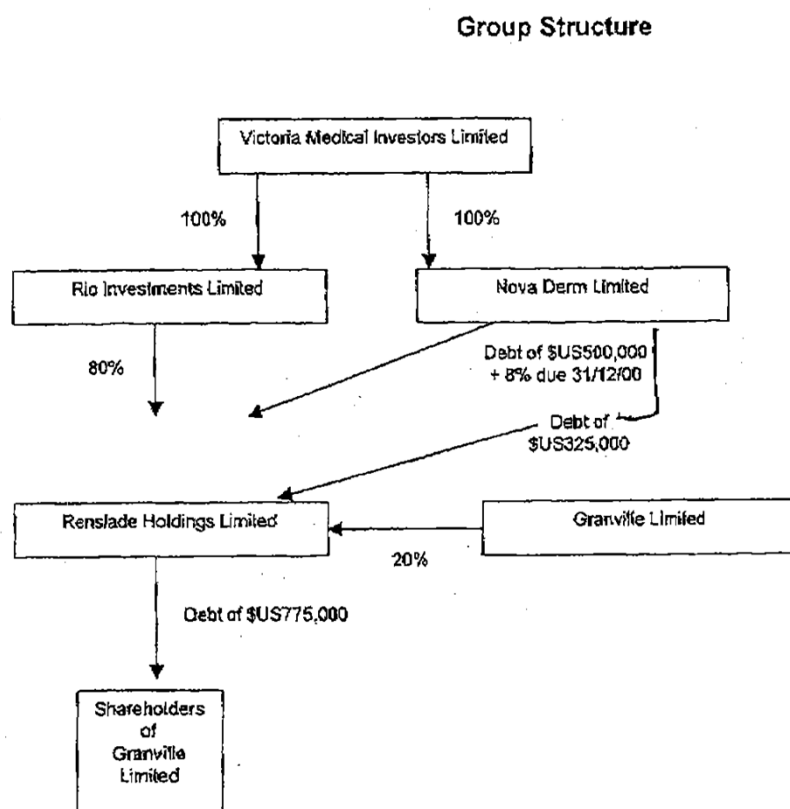 Group Structure
Victoria Medical Investors Limited
100%
100%
Rio Investments Limited
Nova Derm Limited
80%
Debt of $US500,000
+ 8% due 31/12/00
Debt of
$US325,000
Renslade Holdings Limited
Granville Limited
20%
Debt of $US775,000
Shareholders
of
Granville
Limited